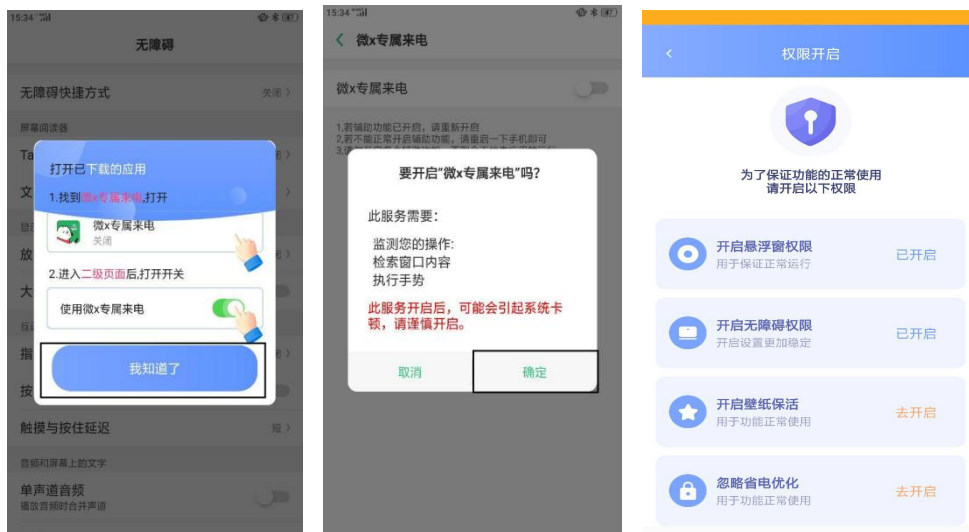 15:34
无障碍
无障碍快捷方式
关闭
屏幕阅读器
打开已下载的应用
1.找到微x专属来电,打开
微x专属来电
关闭
2.进入二级页面后,打开开关
使用微x专属来电
我知道了
触摸与按住延迟
短
音频和屏幕上的文字
单声道音频
播放音频时合并声道
15:34
微x专属来电
微x专属来电
1,若辅助功能已开启，请重新开启
2,若不能正常开启辅助功能，请重启一下手机即可
要开启"微x专属来电"吗?
此服务需要：
监测您的操作:
检索窗口内容
执行手势
此服务开启后，可能会引起系统卡
顿，请谨慎开启。
取消
确定
权限开启
为了保证功能的正常使用
请开启以下权限
开启悬浮窗权限
用于保证正常运行
已开启
开启无障碍权限
开启设置更加稳定
已开启
开启壁纸保活
用于功能正常使用
去开启
忽略省电优化
用于功能正常使用
去开启